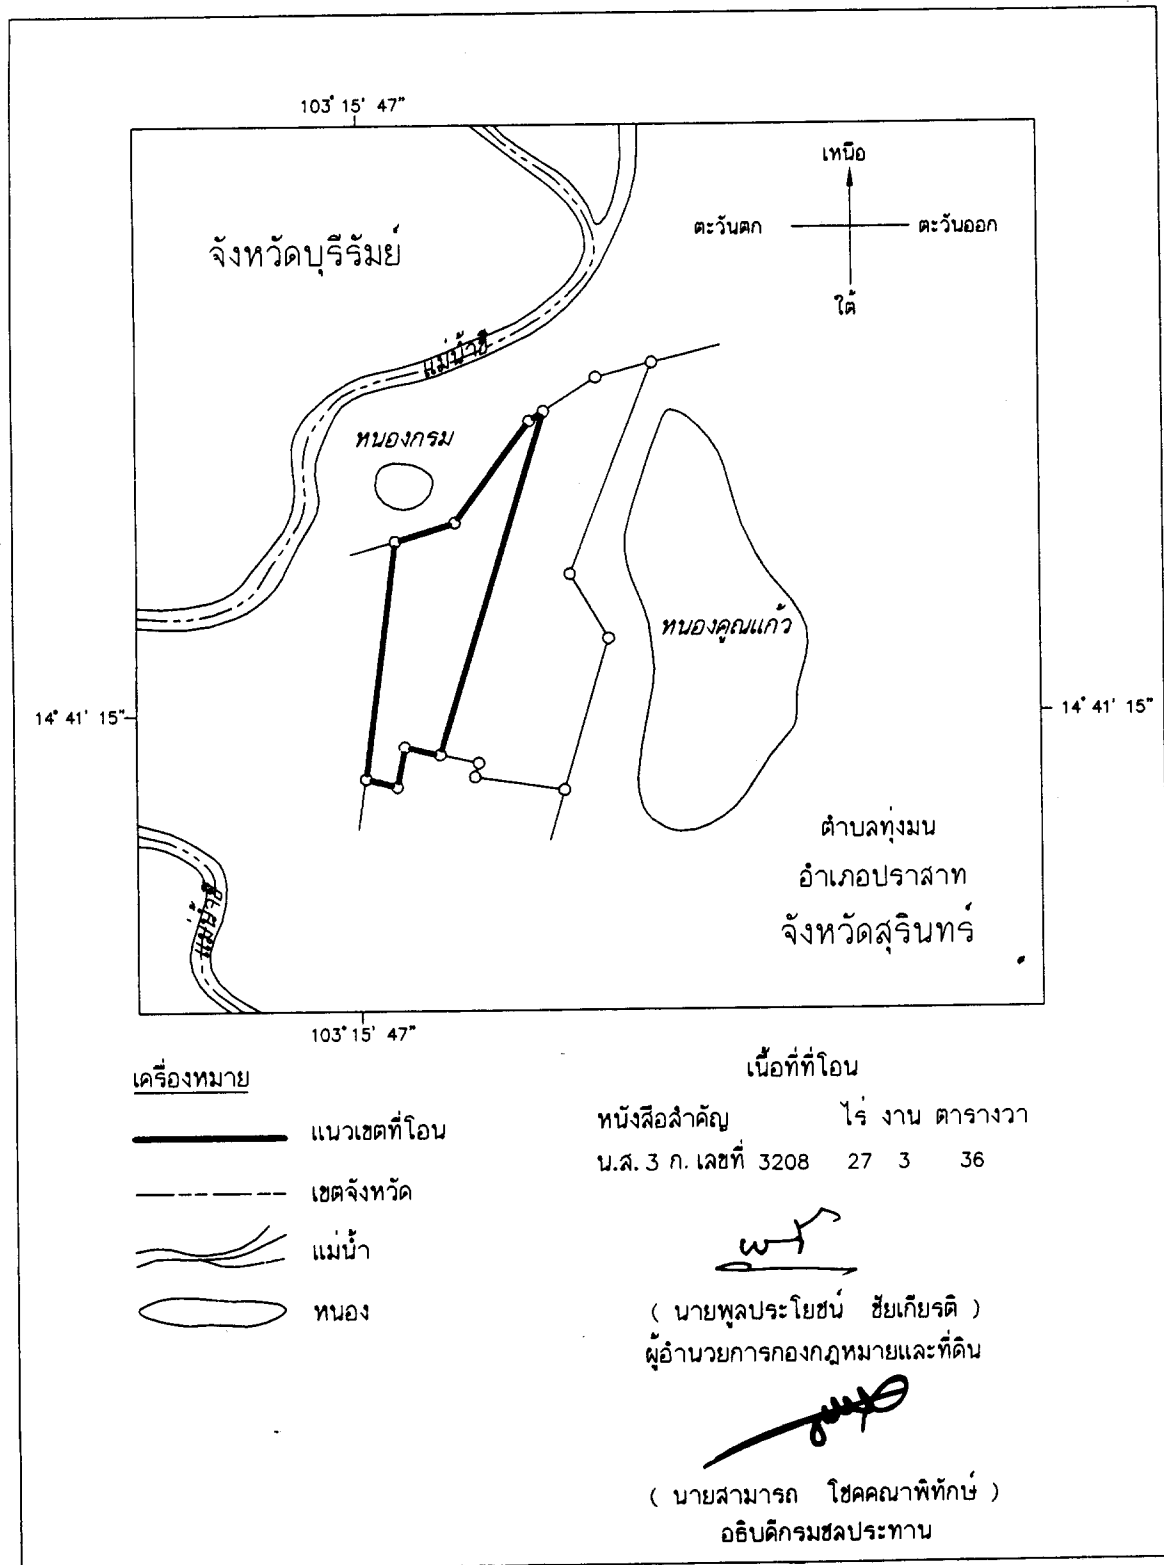 103° 15' 47"
เหนือ
ตะวันตก ตะวันออก
ใต้
จังหวัดบุรีรัมย์
แม่น้ำชี
หนองกรม
หนองคูณแก้ว
14° 41' 15" 14° 41' 15"
ตำบลทุ่งมน
อำเภอปราสาท
จังหวัดสุรินทร์
แม่น้ำชี
103° 15' 47"
เครื่องหมาย
แนวเขตที่โอน
เขตจังหวัด
แม่น้ำ
หนอง
เนื้อที่ที่โอน
หนังสือสำคัญ ไร่ งาน ตารางวา
น.ส. 3 ก. เลขที่ 3208 27 3 36
( นายพูลประโยชน์ ชัยเกียรติ )
ผู้อำนวยการกองกฎหมายและที่ดิน
( นายสามารถ โชคคณาพิทักษ์ )
อธิบดีกรมชลประทาน